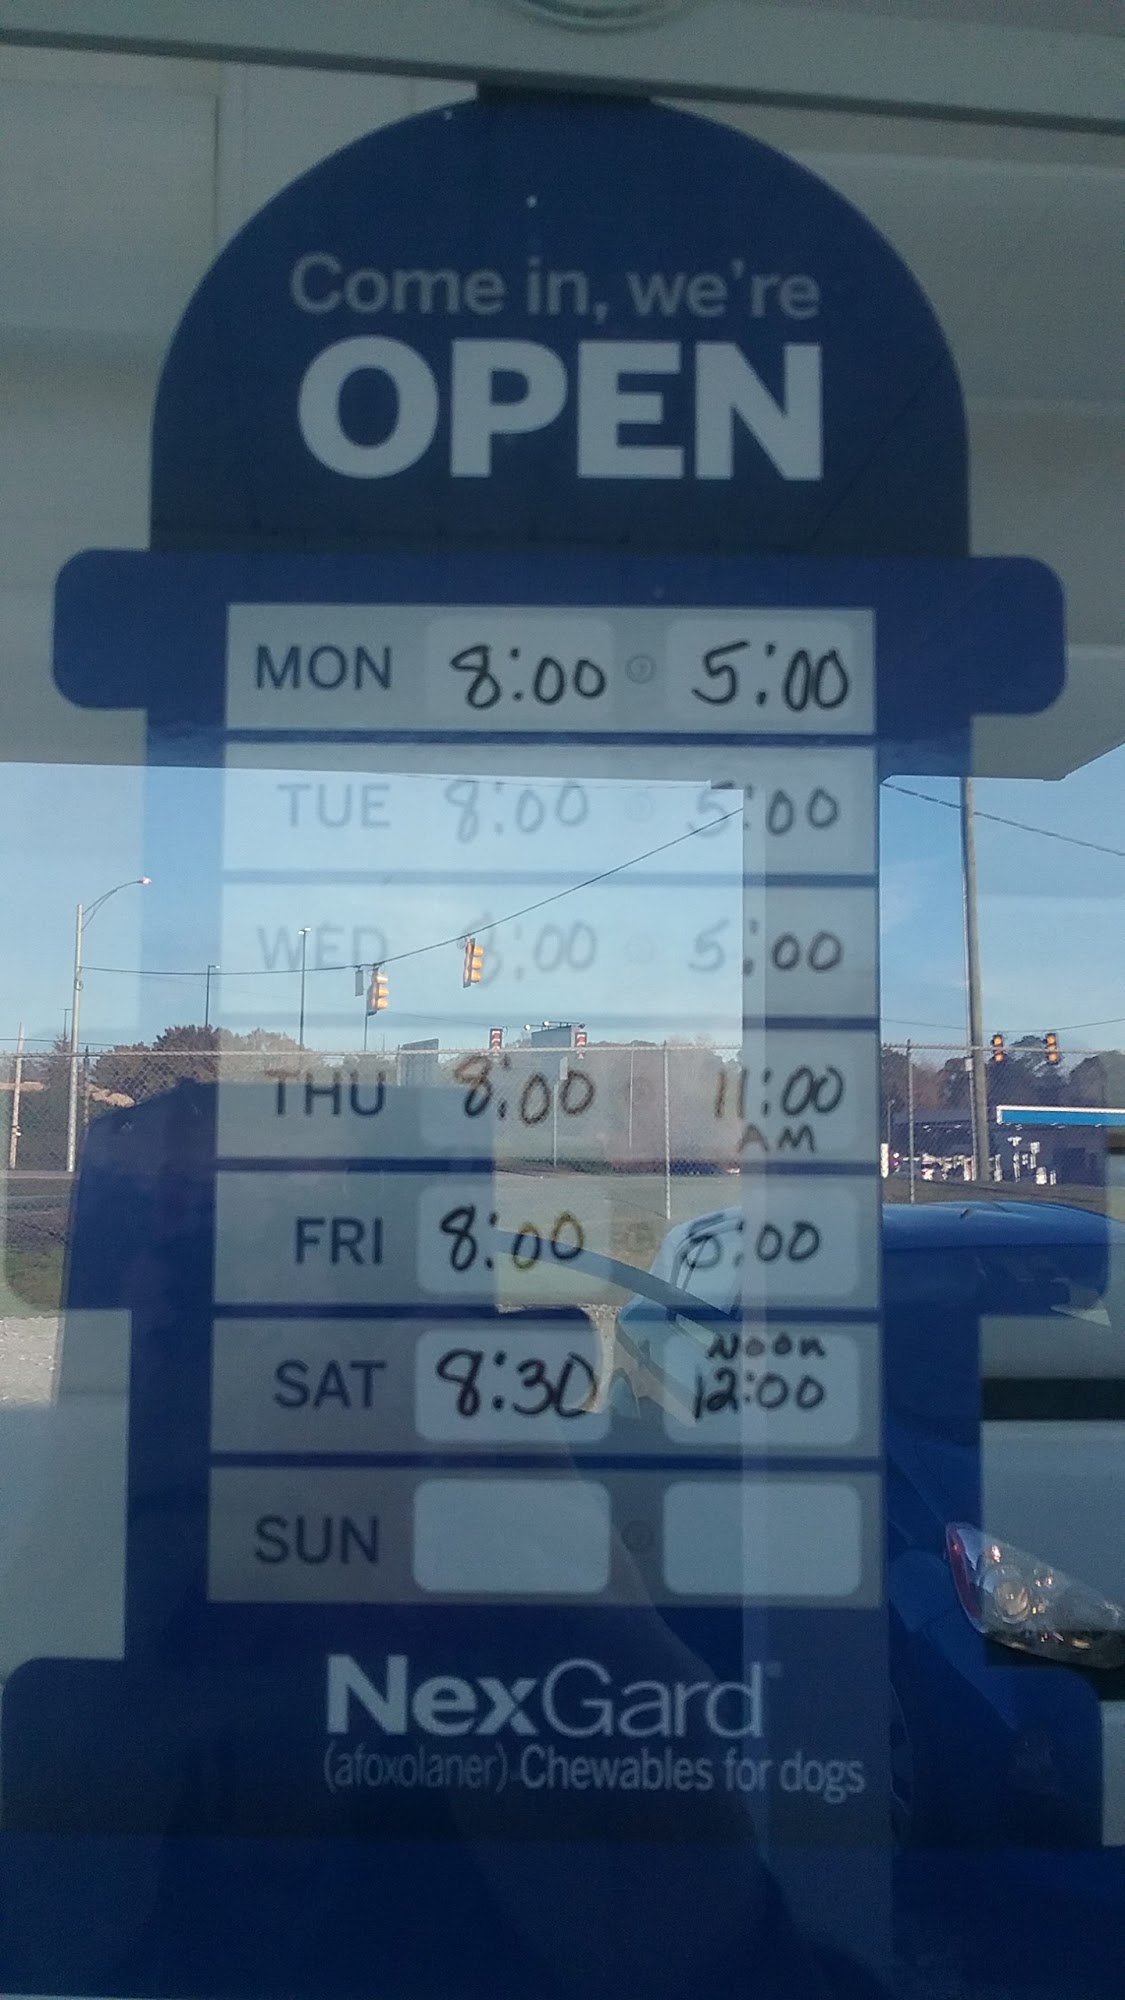 Come in, we're
OPEN
MON 8:00 5:00
TUE 8:00 5:00
WED 8:00 5:00
THU 8:00 11:00
AM
FRI 8:00 5:00
SAT 8:30 Noon
12:00
SUN
NexGard
(afoxolaner) Chewables for dogs